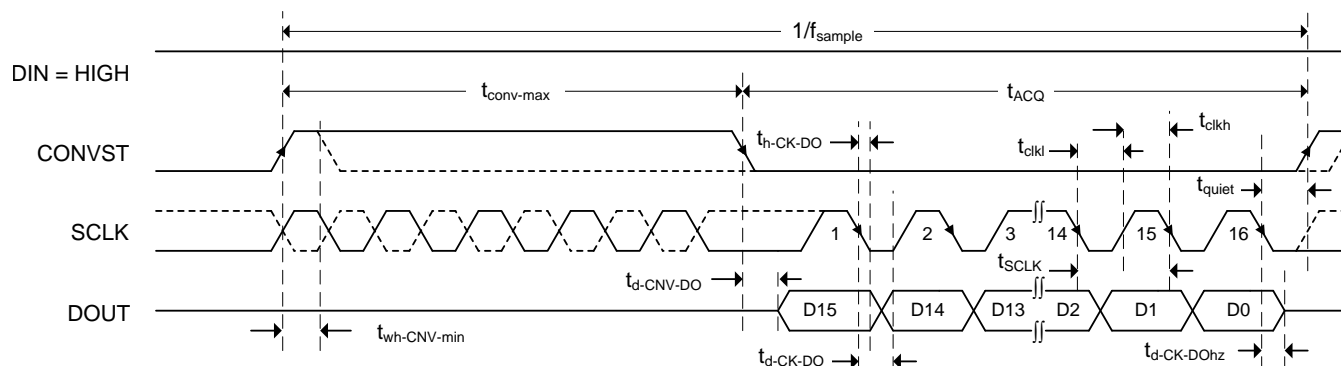 1/fsample
DIN = HIGH
tconv-max
tACQ
tclkh
CONVST
th-CK-DO
tclkl
tquiet
SCLK
1 2 3 14 15 16
tSCLK
td-CNV-DO
DOUT
D15 D14 D13 D2 D1 D0
twh-CNV-min
td-CK-DO
td-CK-DOhz